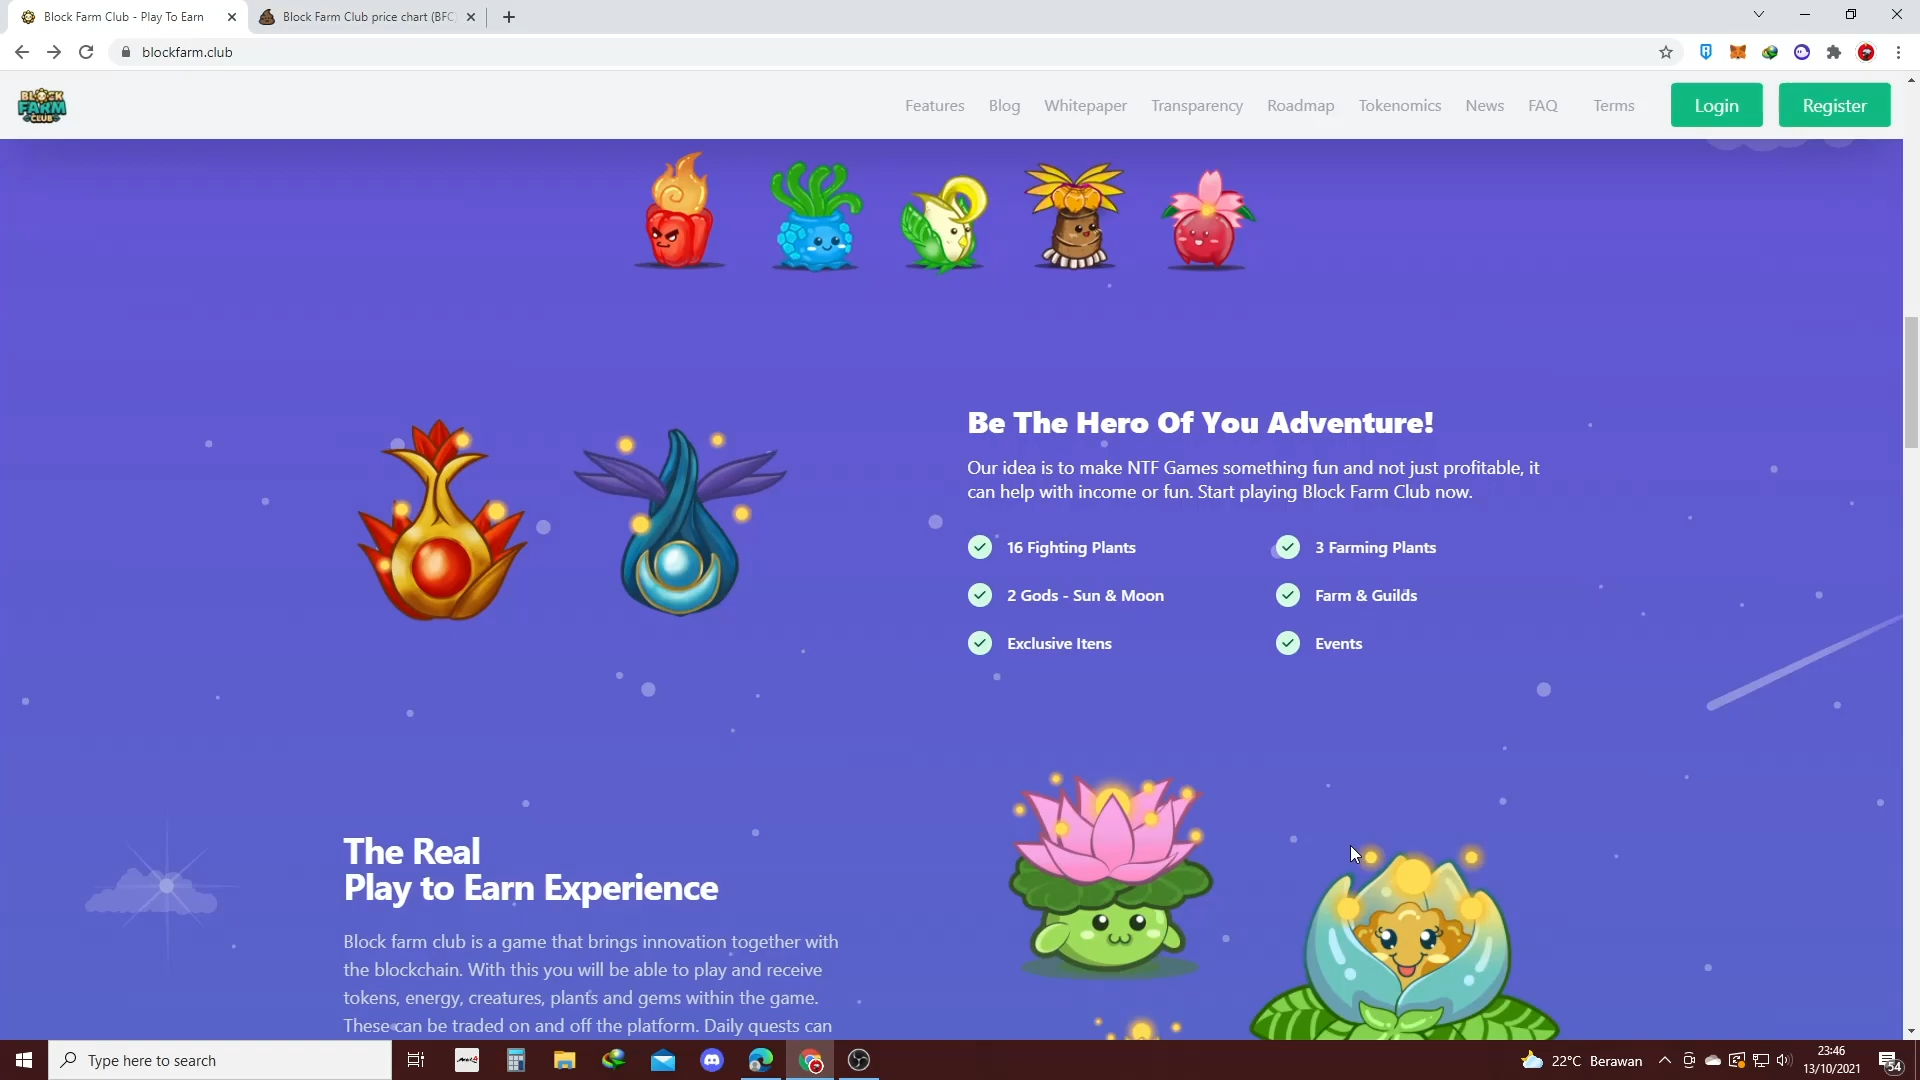 Block Farm Club - Play To Earn
Block Farm Club price chart (BFC
blockfarm.club
BLOCK
FARM
CLUB
Features
Blog
Whitepaper
Transparency
Roadmap
Tokenomics
News
FAQ
Terms
Login
Register
Be The Hero Of You Adventure!
Our idea is to make NTF Games something fun and not just profitable, it
can help with income or fun. Start playing Block Farm Club now.
16 Fighting Plants
3 Farming Plants
2 Gods - Sun & Moon
Farm & Guilds
Exclusive Itens
Events
The Real
Play to Earn Experience
Block farm club is a game that brings innovation together with
the blockchain. With this you will be able to play and receive
tokens, energy, creatures, plants and gems within the game.
These can be traded on and off the platform. Daily quests can
Type here to search
22°C Berawan
23:46
13/10/2021
54